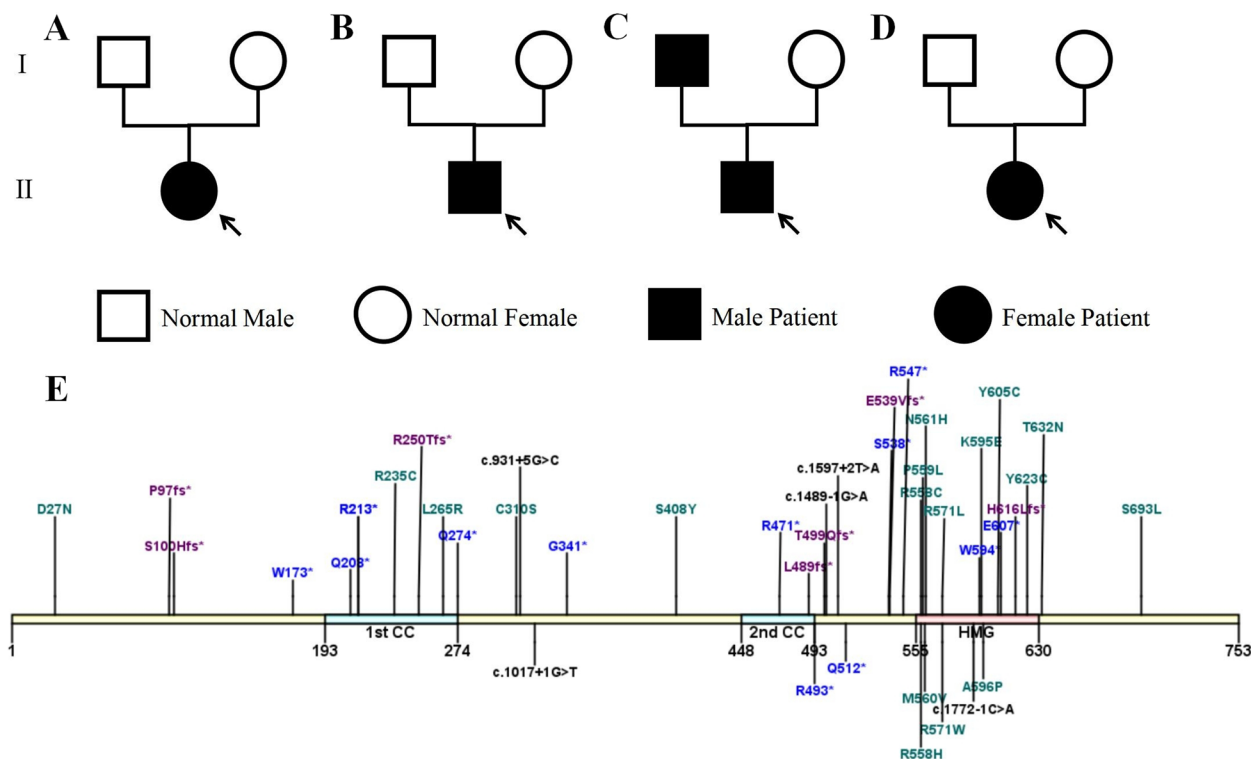 A
B
C
D
I
II
Normal Male
Normal Female
Male Patient
Female Patient
E
R547*
Y605C
E539Vfs*
N561H
T632N
R250Tfs*
S538*
K595E
c.931+5G>C
c.1597+2T>A
P559L
Y623C
R235C
P97fs*
c.1489-1G>A
R558C
D27N
R213*
L265R
C310S
S408Y
R571L
H616Lfs*
S693L
R471*
E607*
S100Hfs*
Q274*
T499Qfs*
G341*
W594*
Q208*
L489fs*
W173*
1st CC
2nd CC
HMG
1
193
274
448
493
555
630
753
c.1017+1G>T
Q512*
R493*
A596P
M560V
c.1772-1C>A
R571W
R558H